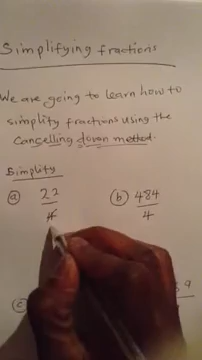 Simplifying fractions
We are going to learn how to
simplify fractions using the
Cancelling down method.
Simplify
(a) 22/4 (b) 484/4
(c) 9